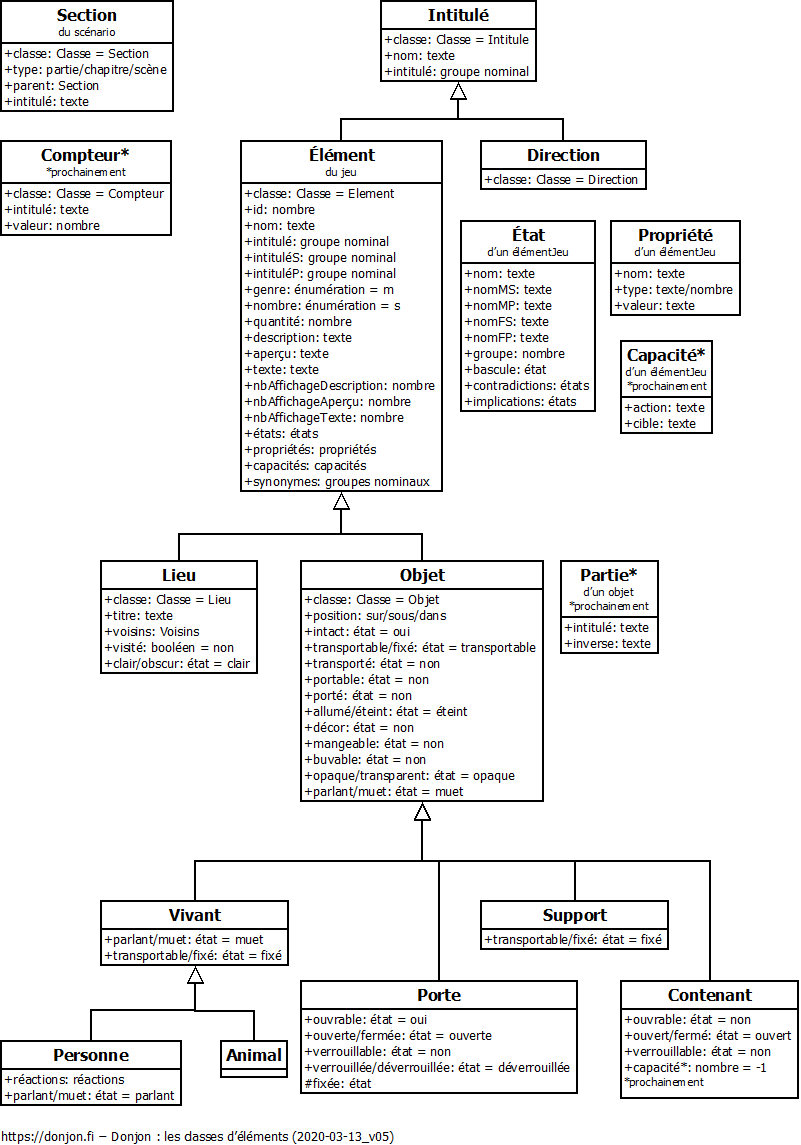 Section
du scénario
+classe: Classe = Section
+type: partie/chapitre/scène
+parent: Section
+intitulé: texte
Intitulé
+classe: Classe = Intitule
+nom: texte
+intitulé: groupe nominal
Compteur*
*prochainement
+classe: Classe = Compteur
+intitulé: texte
+valeur: nombre
Élément
du jeu
+classe: Classe = Element
+id: nombre
+nom: texte
+intitulé: groupe nominal
+intituléS: groupe nominal
+intituléP: groupe nominal
+genre: énumération = m
+nombre: énumération = s
+quantité: nombre
+description: texte
+aperçu: texte
+texte: texte
+nbAffichageDescription: nombre
+nbAffichageAperçu: nombre
+nbAffichageTexte: nombre
+états: états
+propriétés: propriétés
+capacités: capacités
+synonymes: groupes nominaux
Direction
+classe: Classe = Direction
État
d'un élémentJeu
+nom: texte
+nomMS: texte
+nomMP: texte
+nomFS: texte
+nomFP: texte
+groupe: nombre
+bascule: état
+contradictions: états
+implications: états
Propriété
d'un élémentJeu
+nom: texte
+type: texte/nombre
+valeur: texte
Capacité*
d'un élémentJeu
*prochainement
+action: texte
+cible: texte
Lieu
+classe: Classe = Lieu
+titre: texte
+voisins: Voisins
+visité: booléen = non
+clair/obscur: état = clair
Objet
+classe: Classe = Objet
+position: sur/sous/dans
+intact: état = oui
+transportable/fixé: état = transportable
+transporté: état = non
+portable: état = non
+porté: état = non
+allumé/éteint: état = éteint
+décor: état = non
+mangeable: état = non
+buvable: état = non
+opaque/transparent: état = opaque
+parlant/muet: état = muet
Partie*
d'un objet
*prochainement
+intitulé: texte
+inverse: texte
Vivant
+parlant/muet: état = muet
+transportable/fixé: état = fixé
Support
+transportable/fixé: état = fixé
Porte
+ouvrable: état = oui
+ouverte/fermée: état = ouverte
+verrouillable: état = non
+verrouillée/déverrouillée: état = déverrouillée
#fixée: état
Contenant
+ouvrable: état = non
+ouvert/fermé: état = ouvert
+verrouillable: état = non
+capacité*: nombre = -1
*prochainement
Personne
+réactions: réactions
+parlant/muet: état = parlant
Animal
https://donjon.fi − Donjon : les classes d'éléments (2020-03-13_v05)